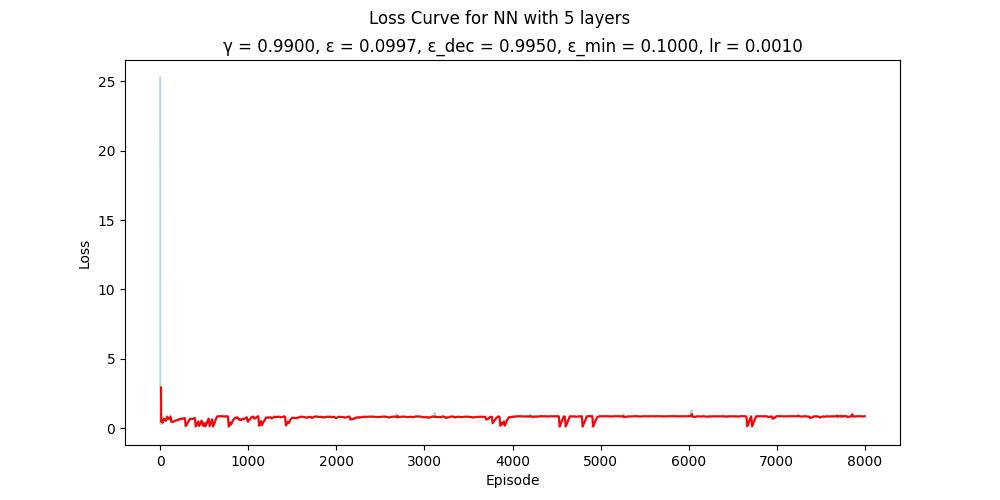 Loss Curve for NN with 5 layers
γ = 0.9900, ε = 0.0997, ε_dec = 0.9950, ε_min = 0.1000, lr = 0.0010
25
20
15
10
5
0
Loss
0 1000 2000 3000 4000 5000 6000 7000 8000
Episode